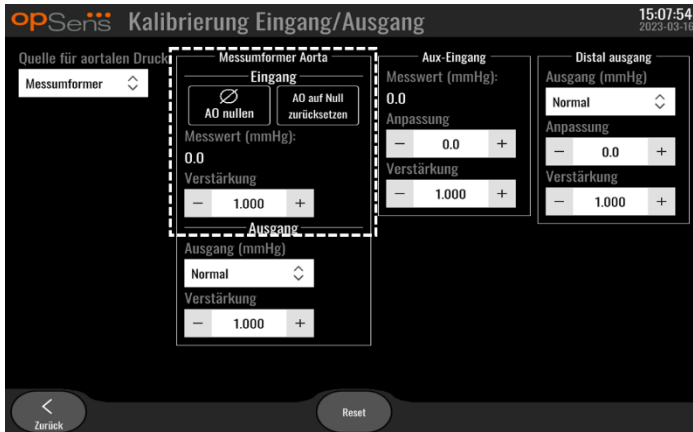 opSens Kalibrierung Eingang/Ausgang
15:07:54
2023-03-16
Quelle für aortalen Druck
Messumformer
Messumformer Aorta
Eingang
AO nullen
AO auf Null
zurücksetzen
Messwert (mmHg):
0.0
Verstärkung
− 1.000 +
Ausgang
Ausgang (mmHg)
Normal
Verstärkung
− 1.000 +
Aux-Eingang
Messwert (mmHg):
0.0
Anpassung
− 0.0 +
Verstärkung
− 1.000 +
Distal ausgang
Ausgang (mmHg)
Normal
Anpassung
− 0.0 +
Verstärkung
− 1.000 +
Zurück
Reset